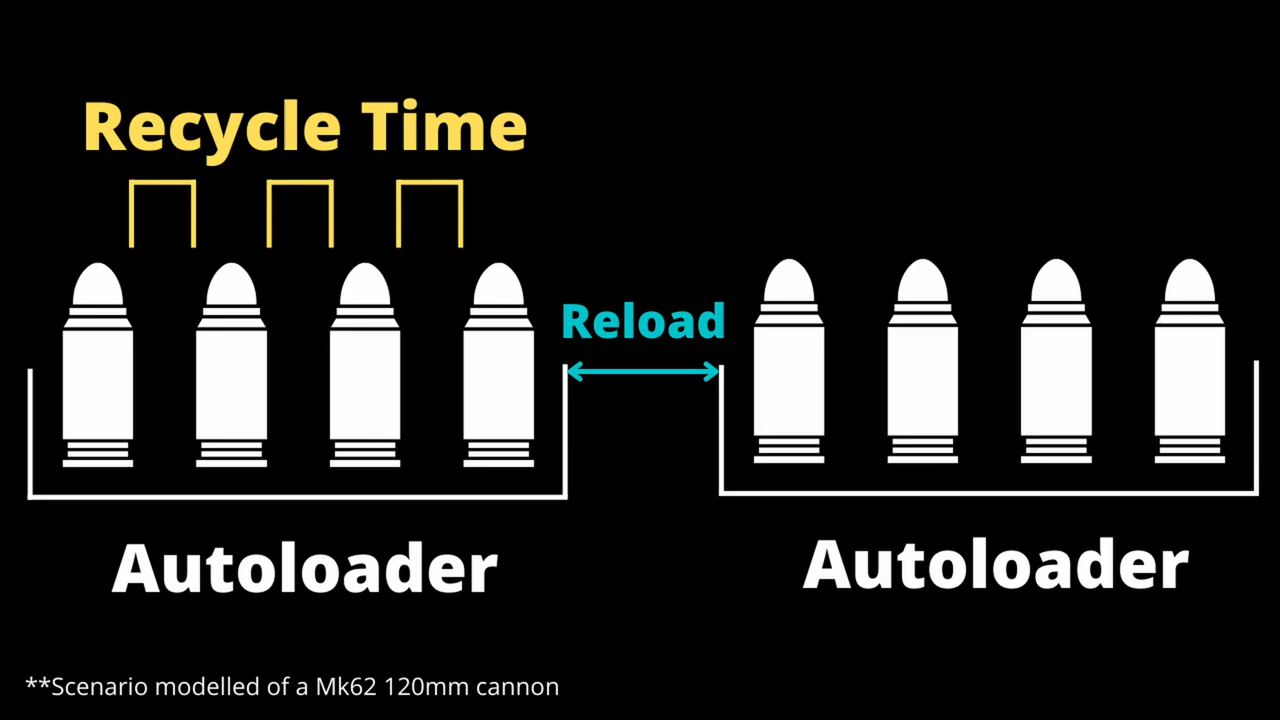 Recycle Time
Reload
Autoloader
Autoloader
**Scenario modelled of a Mk62 120mm cannon